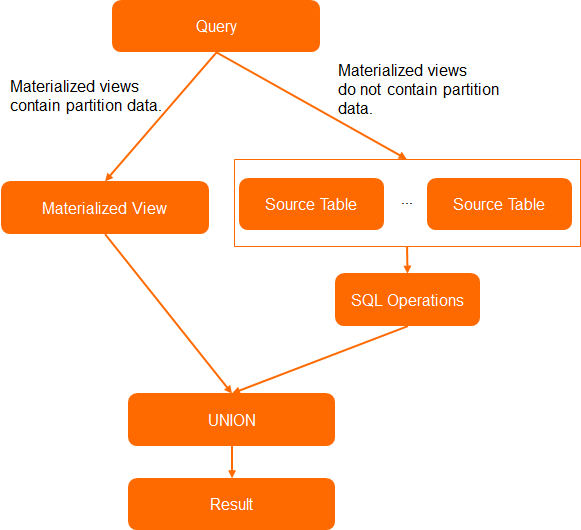 Query
Materialized views
contain partition data.
Materialized views
do not contain partition
data.
Materialized View
Source Table
...
Source Table
SQL Operations
UNION
Result